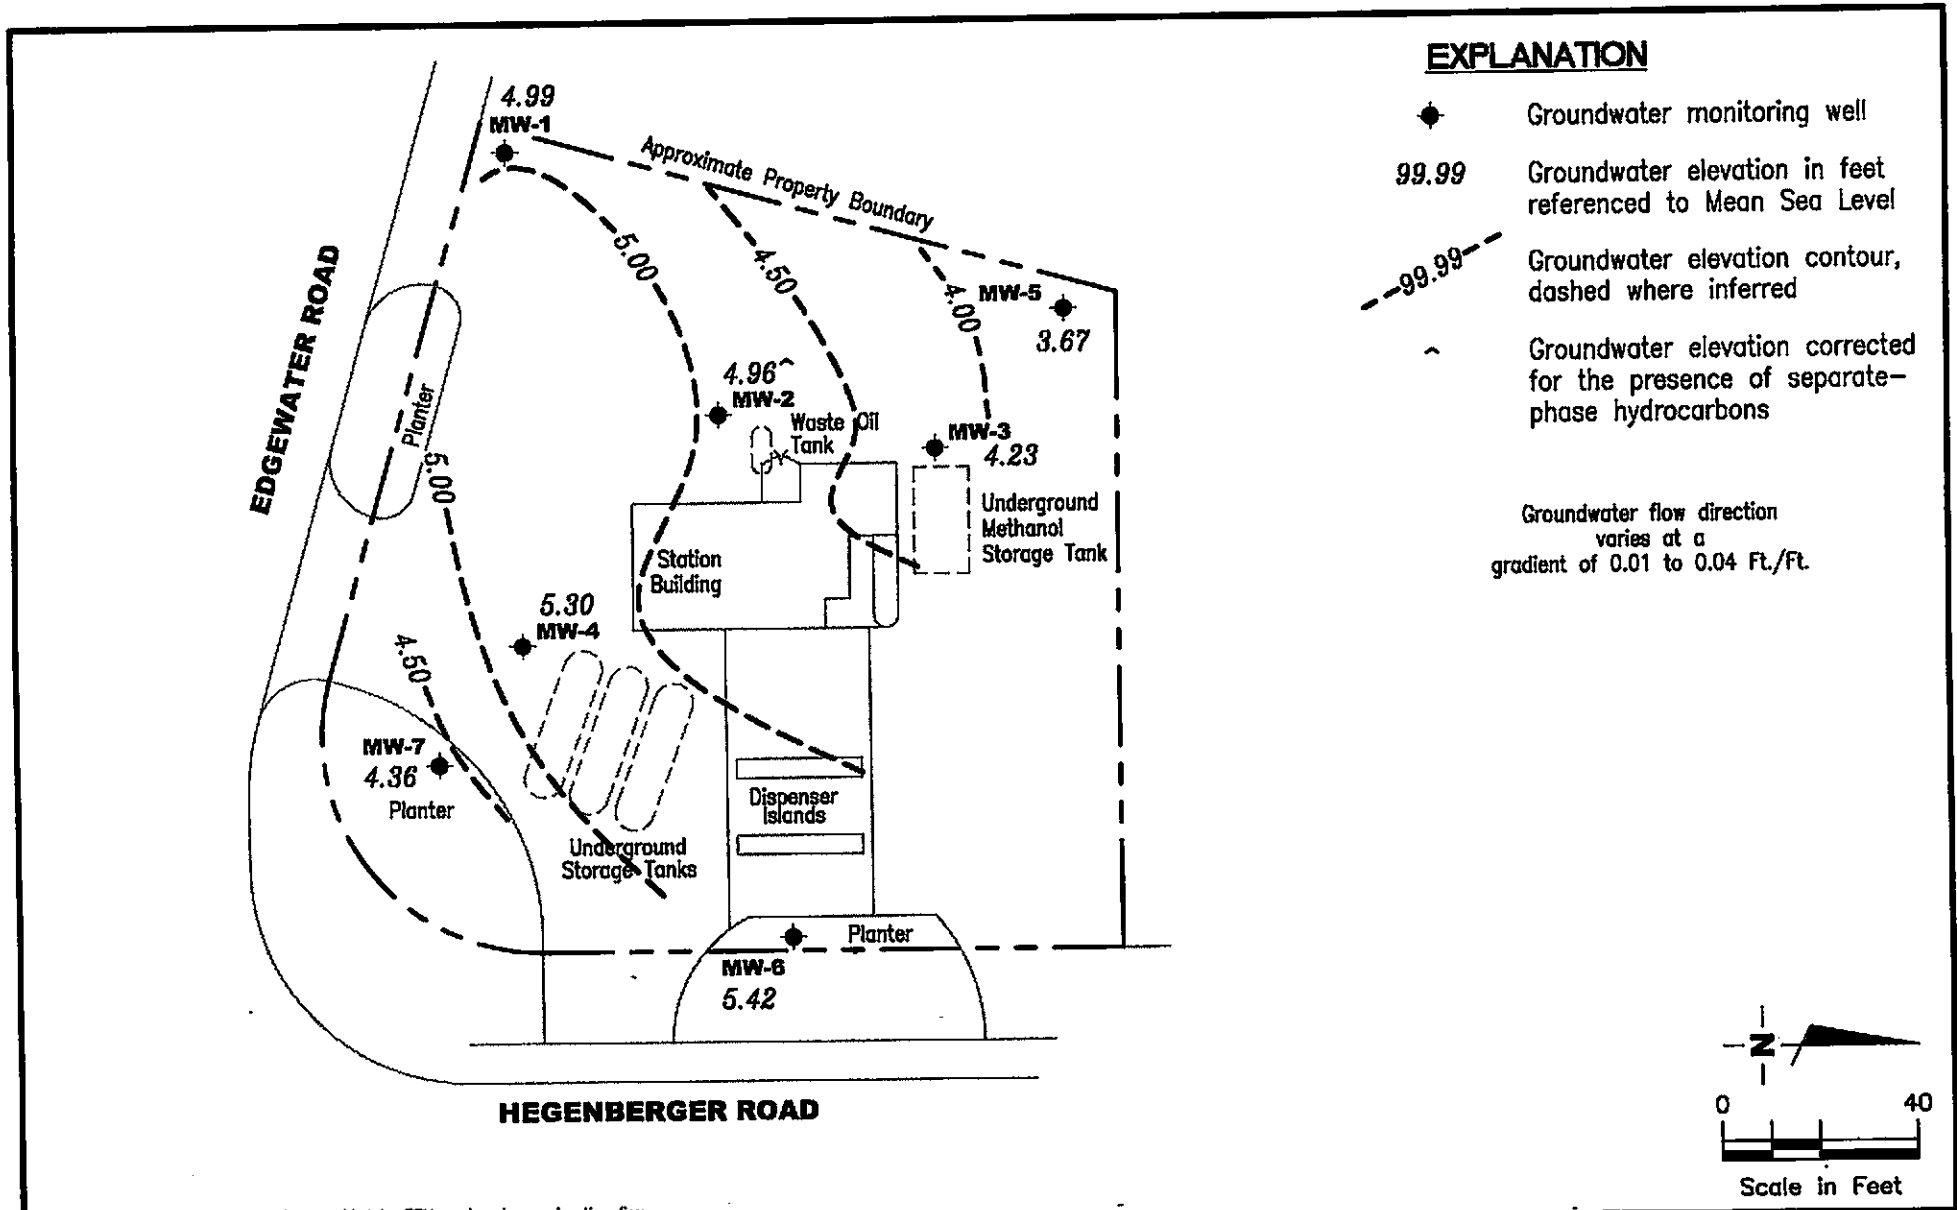 EXPLANATION
Groundwater monitoring well
99.99
Groundwater elevation in feet
referenced to Mean Sea Level
99.99
Groundwater elevation contour,
dashed where inferred
^
Groundwater elevation corrected
for the presence of separate-
phase hydrocarbons
Groundwater flow direction
varies at a
gradient of 0.01 to 0.04 Ft./Ft.
4.99
MW-1
Approximate Property Boundary
5.00
4.50
4.00
MW-5
3.67
EDGEWATER ROAD
Planter
4.96^
MW-2
Waste Oil
Tank
MW-3
4.23
5.00
Underground
Methanol
Storage Tank
Station
Building
5.30
MW-4
4.50
MW-7
4.36
Planter
Dispenser
Islands
Underground
Storage Tanks
Planter
MW-6
5.42
HEGENBERGER ROAD
N
0 40
Scale in Feet